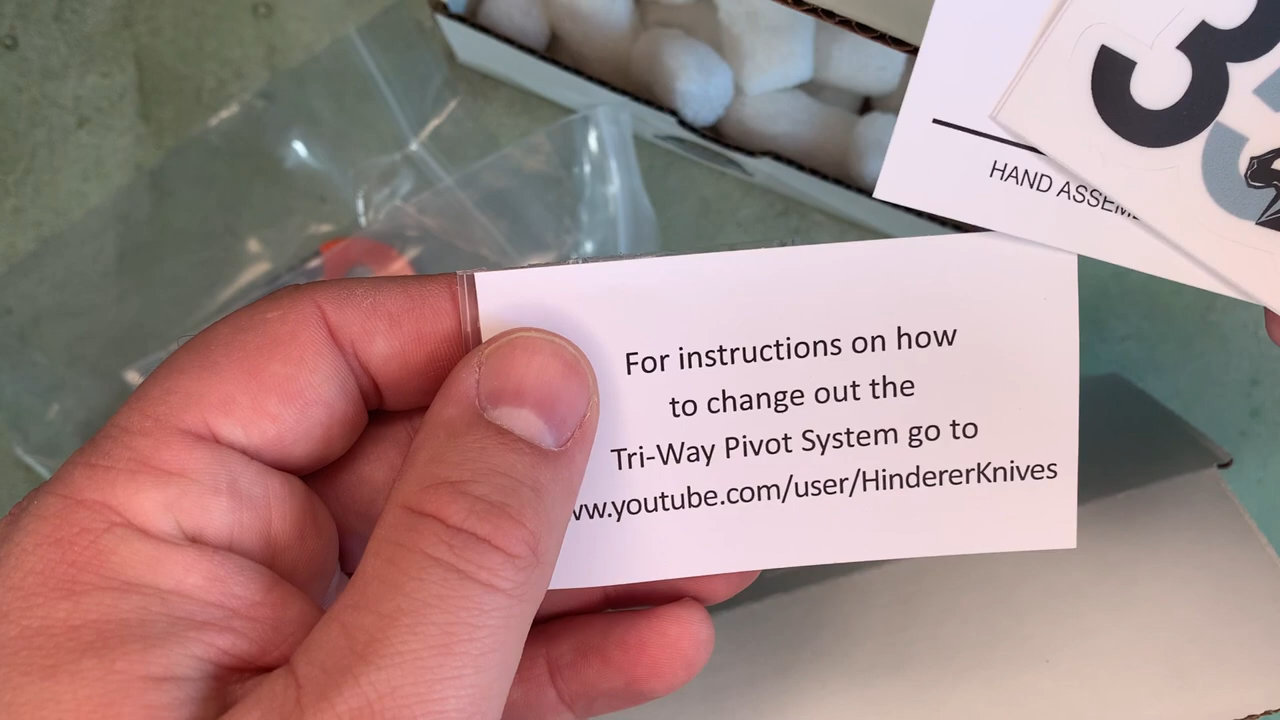 HAND ASSEM
For instructions on how
to change out the
Tri-Way Pivot System go to
ww.youtube.com/user/HindererKnives